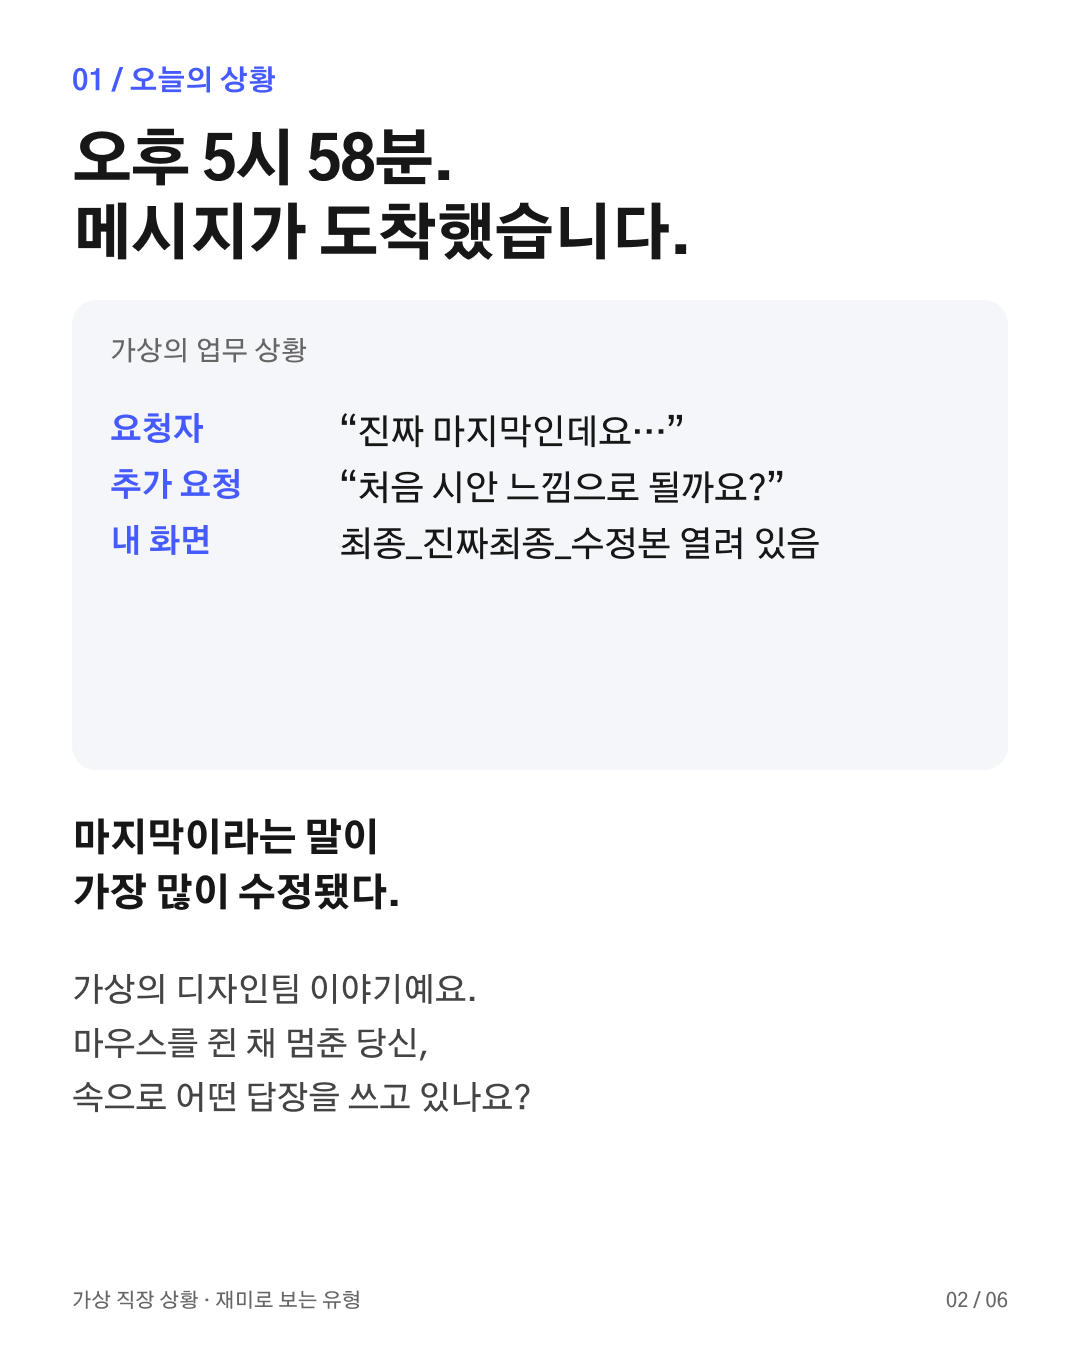 01 / 오늘의 상황
오후 5시 58분.
메시지가 도착했습니다.
가상의 업무 상황
요청자 “진짜 마지막인데요…”
추가 요청 “처음 시안 느낌으로 될까요?”
내 화면 최종_진짜최종_수정본 열려 있음
마지막이라는 말이
가장 많이 수정됐다.
가상의 디자인팀 이야기예요.
마우스를 쥔 채 멈춘 당신,
속으로 어떤 답장을 쓰고 있나요?
가상 직장 상황 · 재미로 보는 유형 02 / 06